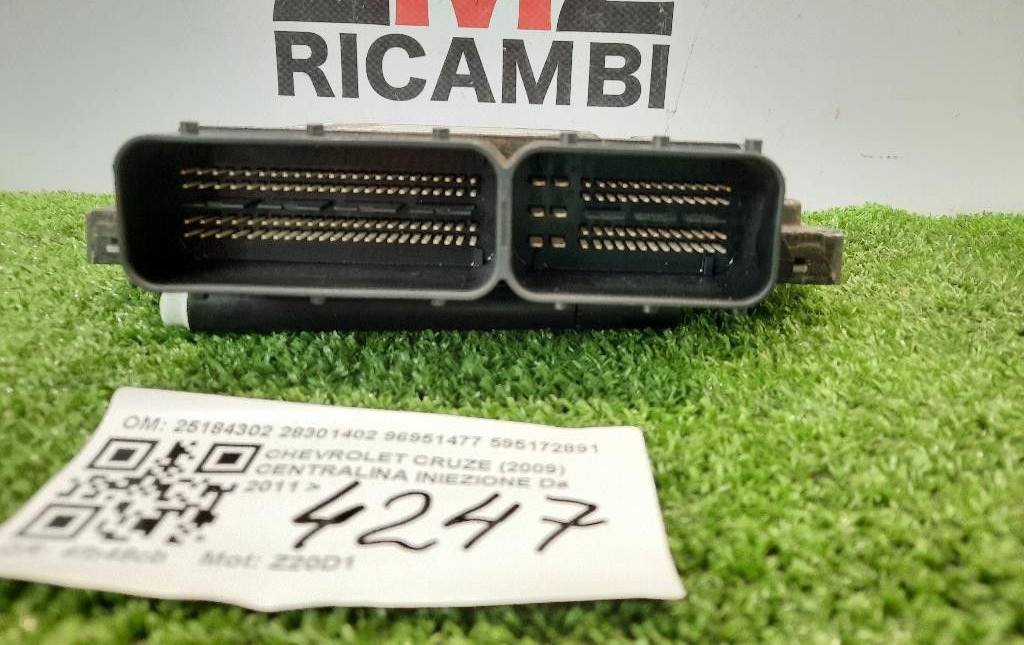 RICAMBI
OM: 25184302 28301402 96951477 595172891
CHEVROLET CRUZE (2009)
CENTRALINA INIEZIONE Da
2011 >
4247
Mot: Z20D1